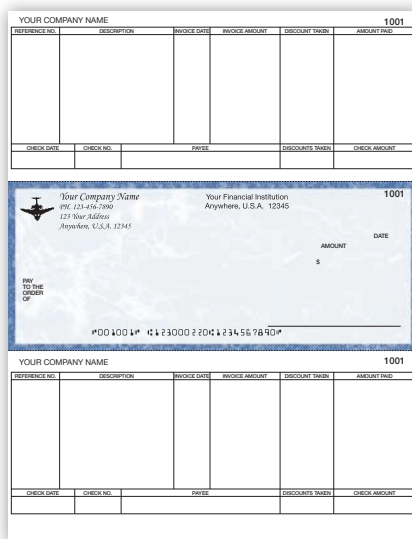 YOUR COMPANY NAME 1001
REFERENCE NO. DESCRIPTION INVOICE DATE INVOICE AMOUNT DISCOUNT TAKEN AMOUNT PAID
CHECK DATE CHECK NO. PAYEE DISCOUNTS TAKEN CHECK AMOUNT
Your Company Name Your Financial Institution 1001
PH. 123-456-7890 Anywhere, U.S.A. 12345
123 Your Address
Anywhere, U.S.A. 12345
DATE
AMOUNT
$
PAY
TO THE
ORDER
OF
⑈001001⑈ ⑆123000220⑆1234567890⑈
YOUR COMPANY NAME 1001
REFERENCE NO. DESCRIPTION INVOICE DATE INVOICE AMOUNT DISCOUNT TAKEN AMOUNT PAID
CHECK DATE CHECK NO. PAYEE DISCOUNTS TAKEN CHECK AMOUNT